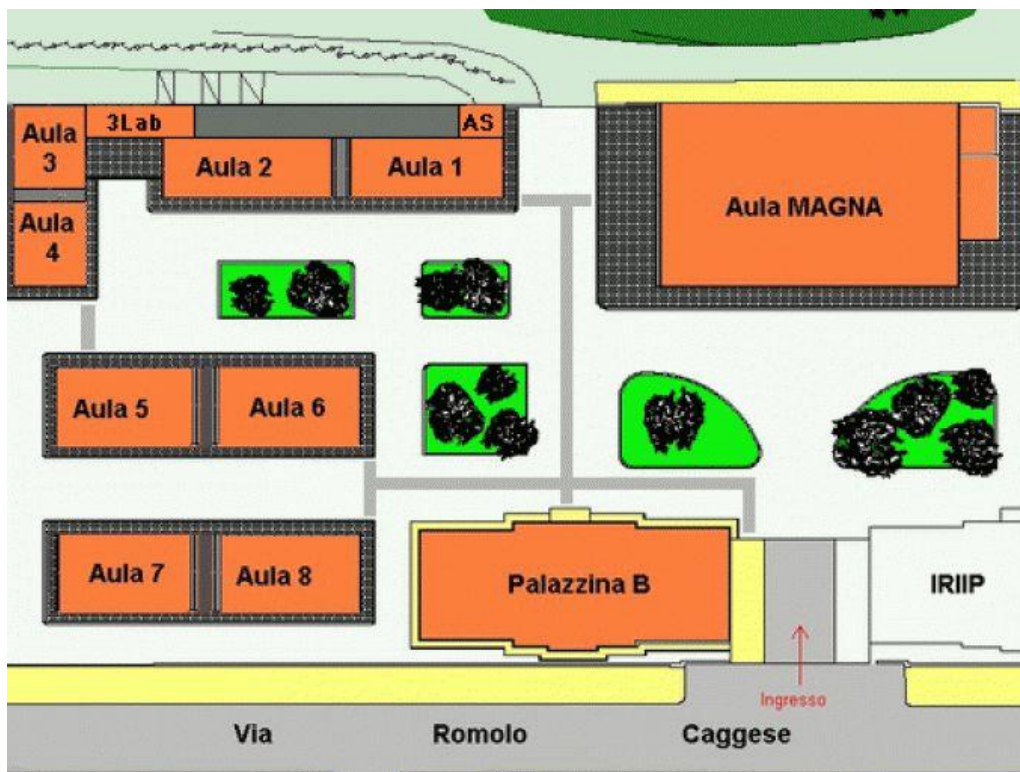 Aula
3
3Lab
AS
Aula 2
Aula 1
Aula MAGNA
Aula
4
Aula 5
Aula 6
Aula 7
Aula 8
Palazzina B
IRIIP
Ingresso
Via Romolo Caggese